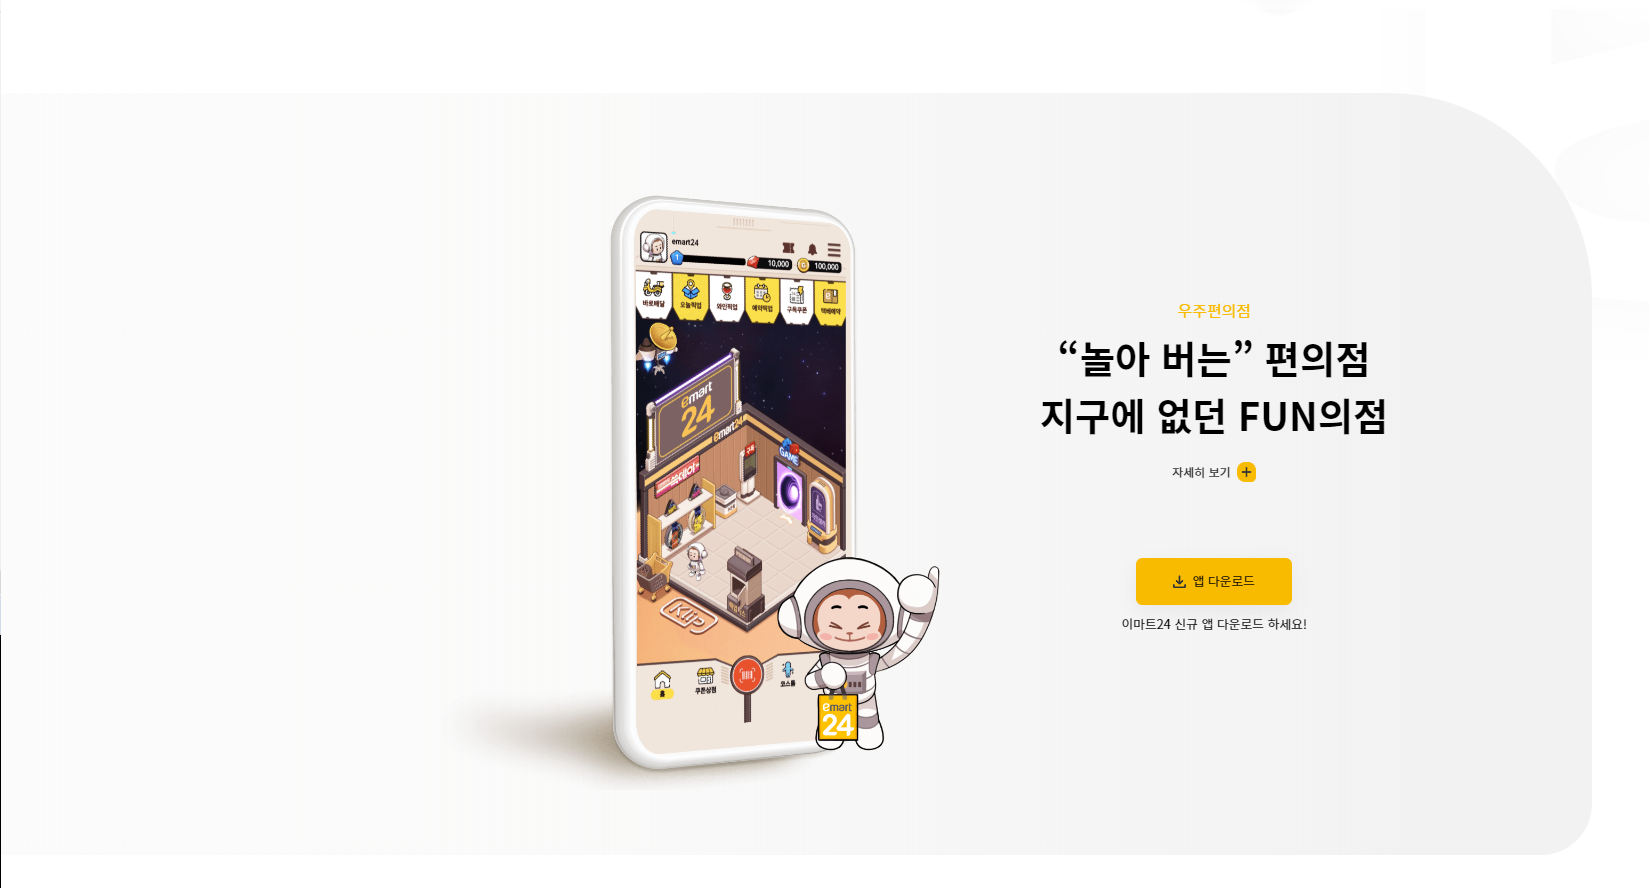 emart24
1
10,000
100,000
바로배달
오늘픽업
와인픽업
예약픽업
구독쿠폰
택배예약
emart
24
emart24
구독
GAME
Klip
홈
쿠폰상점
코스튬
emart
24
우주편의점
“놀아 버는” 편의점
지구에 없던 FUN의점
자세히 보기
앱 다운로드
이마트24 신규 앱 다운로드 하세요!